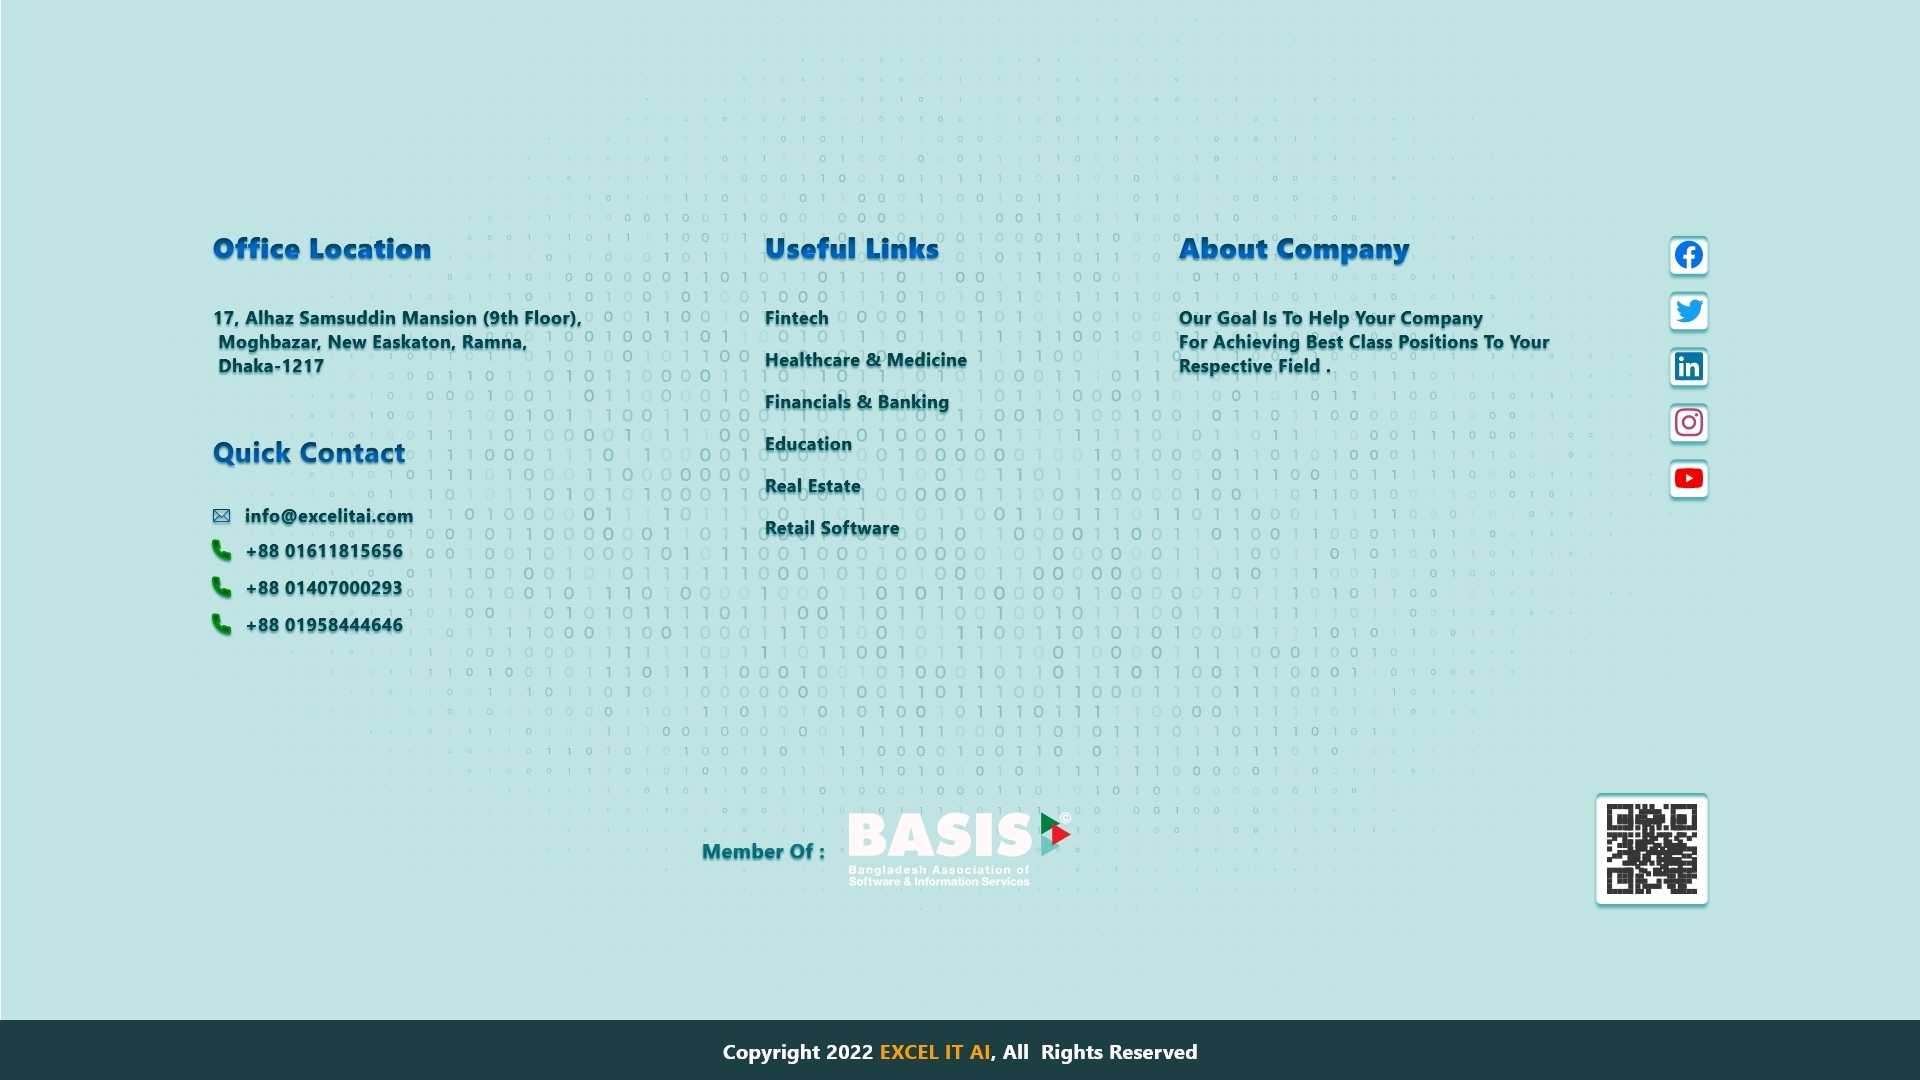 Office Location
17, Alhaz Samsuddin Mansion (9th Floor),
Moghbazar, New Easkaton, Ramna,
Dhaka-1217
Quick Contact
info@excelitai.com
+88 01611815656
+88 01407000293
+88 01958444646
Useful Links
Fintech
Healthcare & Medicine
Financials & Banking
Education
Real Estate
Retail Software
About Company
Our Goal Is To Help Your Company
For Achieving Best Class Positions To Your
Respective Field .
Member Of :
BASIS ©
Bangladesh Association of
Software & Information Services
Copyright 2022 EXCEL IT AI, All  Rights Reserved